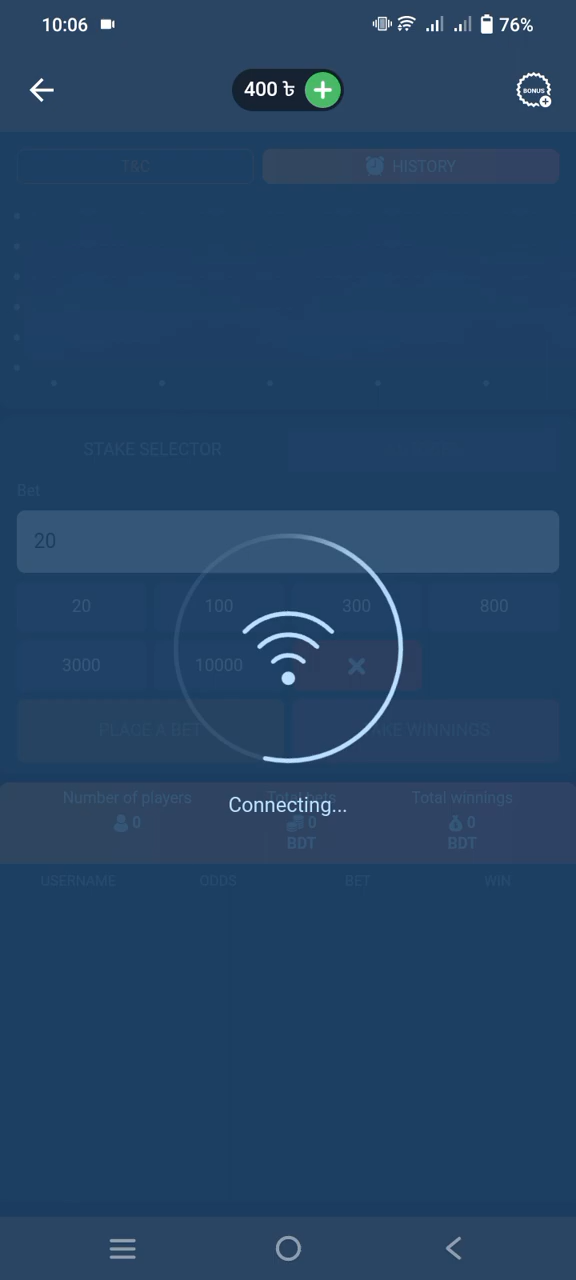 10:06
76%
400 ৳
BONUS
T&C
HISTORY
STAKE SELECTOR
Bet
20
20 100 300 800
3000 10000
PLACE A BET
KE WINNINGS
Number of players Total bets Total winnings
0 0 0
BDT BDT
Connecting...
USERNAME ODDS BET WIN